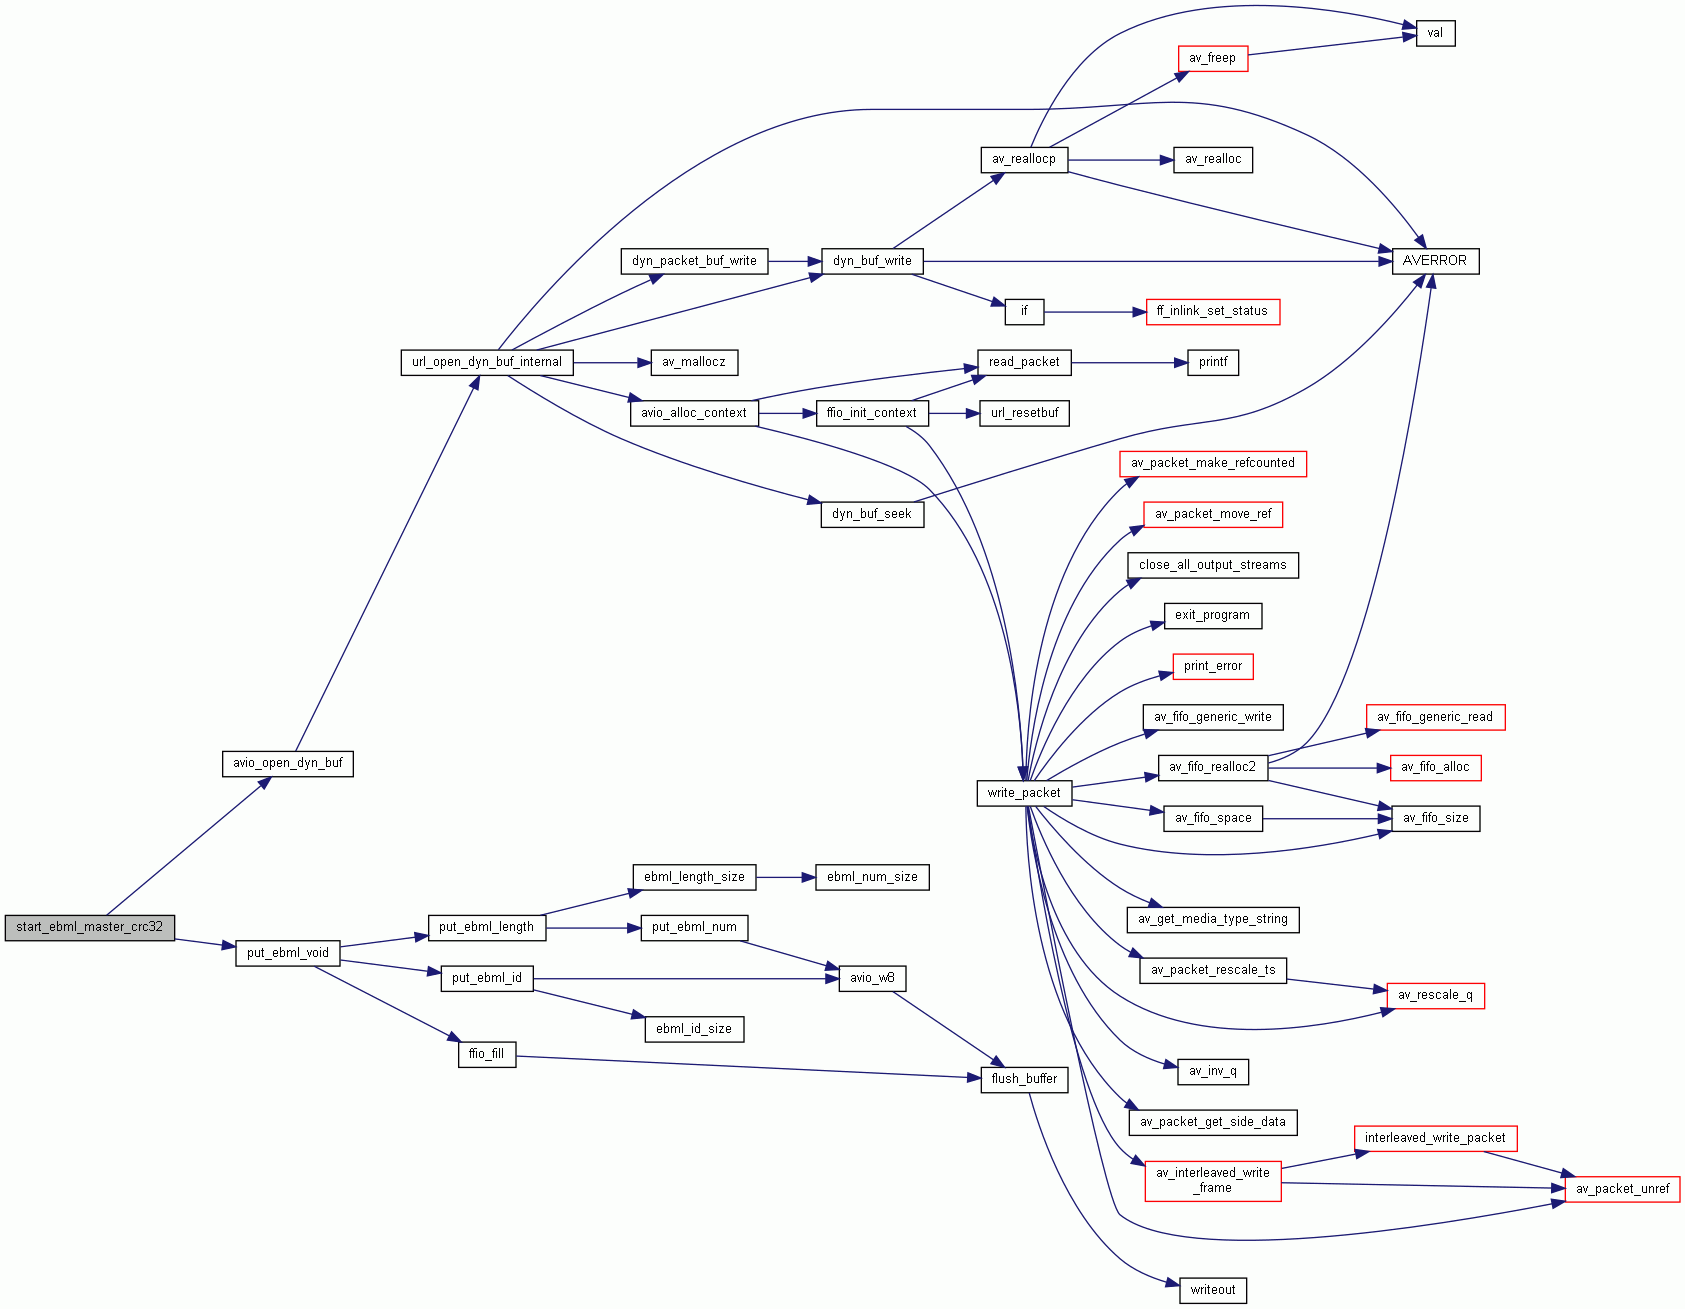 val
av_freep
av_reallocp
av_realloc
dyn_packet_buf_write
dyn_buf_write
AVERROR
if
ff_inlink_set_status
url_open_dyn_buf_internal
av_mallocz
read_packet
printf
avio_alloc_context
ffio_init_context
url_resetbuf
av_packet_make_refcounted
dyn_buf_seek
av_packet_move_ref
close_all_output_streams
exit_program
print_error
av_fifo_generic_write
av_fifo_generic_read
avio_open_dyn_buf
av_fifo_realloc2
av_fifo_alloc
write_packet
av_fifo_space
av_fifo_size
ebml_length_size
ebml_num_size
start_ebml_master_crc32
put_ebml_length
put_ebml_num
av_get_media_type_string
put_ebml_void
put_ebml_id
avio_w8
av_packet_rescale_ts
av_rescale_q
ebml_id_size
ffio_fill
flush_buffer
av_inv_q
av_packet_get_side_data
interleaved_write_packet
av_interleaved_write
_frame
av_packet_unref
writeout